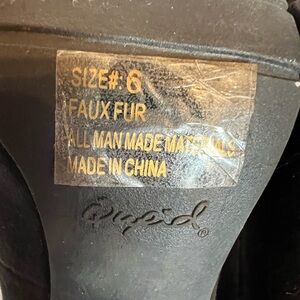 SIZE#: 6
FAUX FUR
ALL MAN MADE MATERIALS
MADE IN CHINA
Qupid®